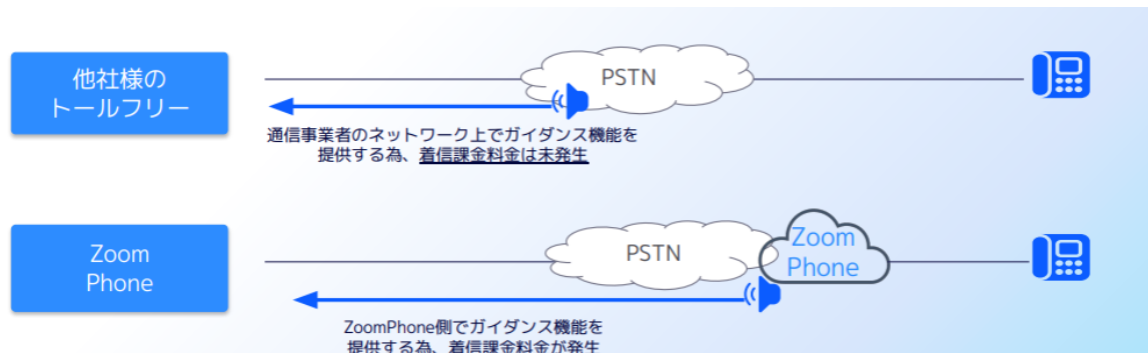 他社様の
トールフリー
PSTN
通信事業者のネットワーク上でガイダンス機能を
提供する為、着信課金料金は未発生
Zoom
Phone
PSTN
Zoom
Phone
ZoomPhone側でガイダンス機能を
提供する為、着信課金料金が発生